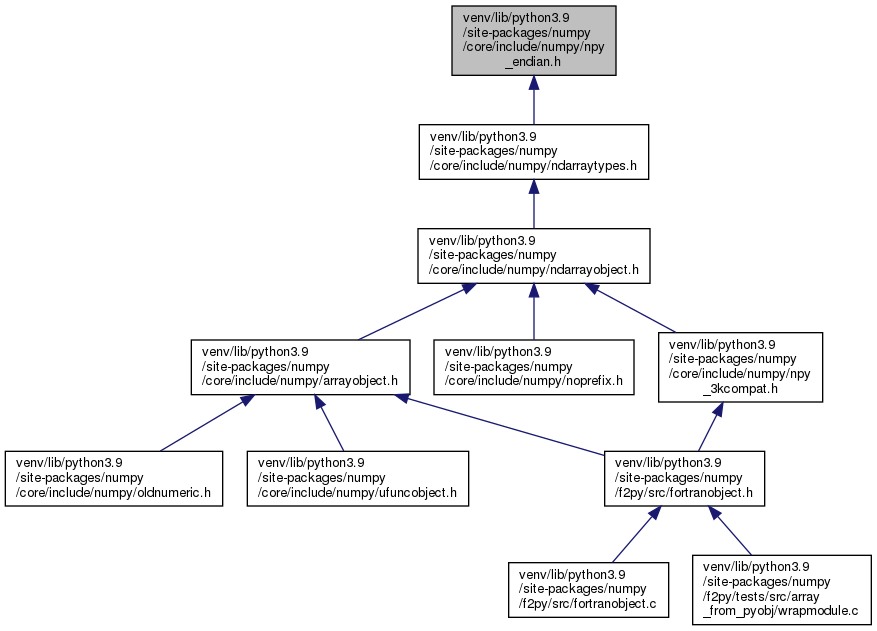 venv/lib/python3.9
/site-packages/numpy
/core/include/numpy/npy
_endian.h
venv/lib/python3.9
/site-packages/numpy
/core/include/numpy/ndarraytypes.h
venv/lib/python3.9
/site-packages/numpy
/core/include/numpy/ndarrayobject.h
venv/lib/python3.9
/site-packages/numpy
/core/include/numpy/arrayobject.h
venv/lib/python3.9
/site-packages/numpy
/core/include/numpy/noprefix.h
venv/lib/python3.9
/site-packages/numpy
/core/include/numpy/npy
_3kcompat.h
venv/lib/python3.9
/site-packages/numpy
/core/include/numpy/oldnumeric.h
venv/lib/python3.9
/site-packages/numpy
/core/include/numpy/ufuncobject.h
venv/lib/python3.9
/site-packages/numpy
/f2py/src/fortranobject.h
venv/lib/python3.9
/site-packages/numpy
/f2py/src/fortranobject.c
venv/lib/python3.9
/site-packages/numpy
/f2py/tests/src/array
_from_pyobj/wrapmodule.c